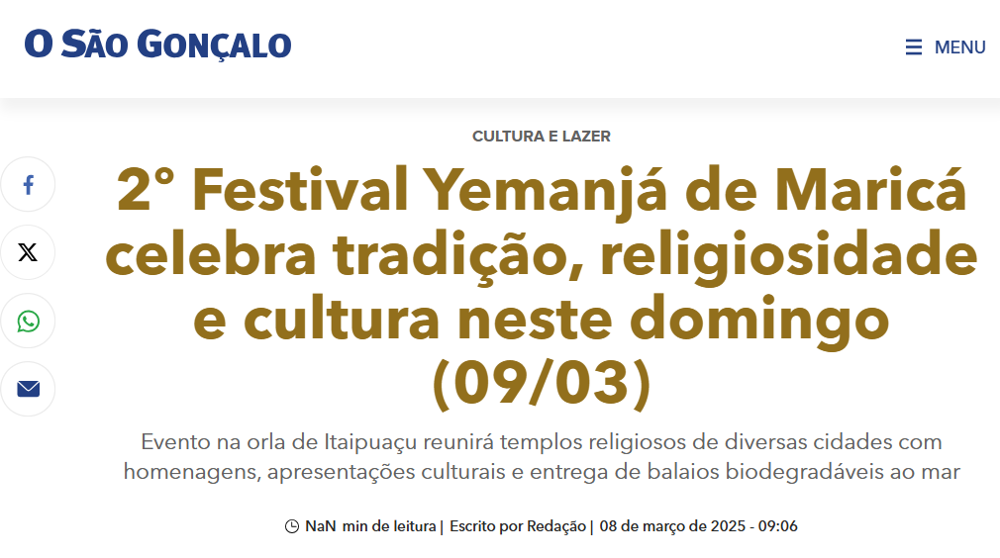 O SÃO GONÇALO
MENU
CULTURA E LAZER
2º Festival Yemanjá de Maricá
celebra tradição, religiosidade
e cultura neste domingo
(09/03)
Evento na orla de Itaipuaçu reunirá templos religiosos de diversas cidades com
homenagens, apresentações culturais e entrega de balaios biodegradáveis ao mar
NaN min de leitura | Escrito por Redação | 08 de março de 2025 - 09:06